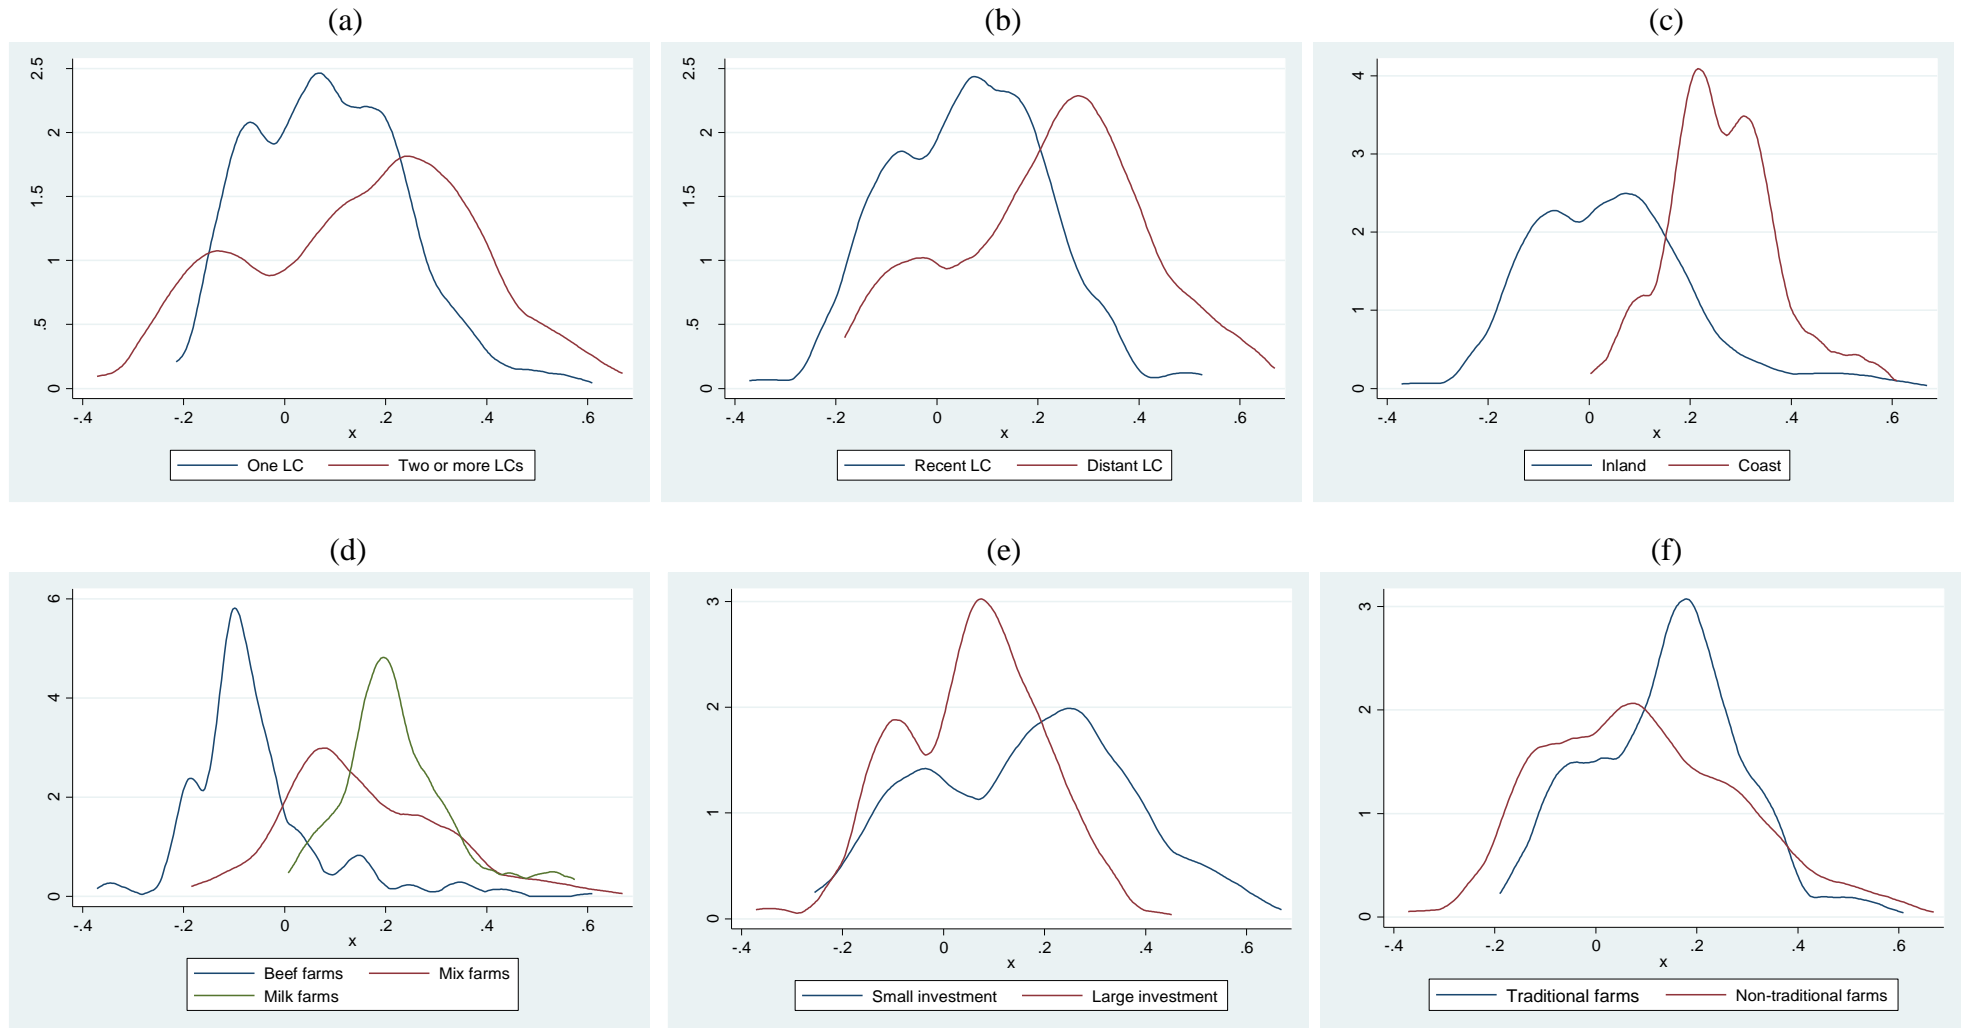 (a)
2.5
2
1.5
1
.5
0
-.4 -.2 0 .2 .4 .6
x
One LC Two or more LCs
(b)
2.5
2
1.5
1
.5
0
-.4 -.2 0 .2 .4 .6
x
Recent LC Distant LC
(c)
4
3
2
1
0
-.4 -.2 0 .2 .4 .6
x
Inland Coast
(d)
6
4
2
0
-.4 -.2 0 .2 .4 .6
x
Beef farms Mix farms
Milk farms
(e)
3
2
1
0
-.4 -.2 0 .2 .4 .6
x
Small investment Large investment
(f)
3
2
1
0
-.4 -.2 0 .2 .4 .6
x
Traditional farms Non-traditional farms